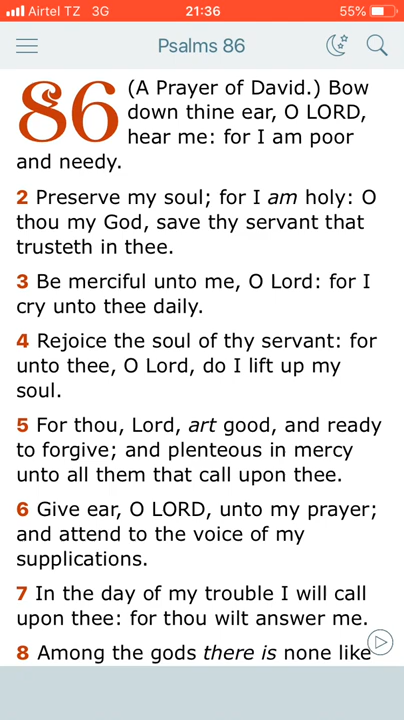 Airtel TZ 3G 21:36 55%
Psalms 86
86 (A Prayer of David.) Bow
down thine ear, O LORD,
hear me: for I am poor
and needy.
2 Preserve my soul; for I am holy: O
thou my God, save thy servant that
trusteth in thee.
3 Be merciful unto me, O Lord: for I
cry unto thee daily.
4 Rejoice the soul of thy servant: for
unto thee, O Lord, do I lift up my
soul.
5 For thou, Lord, art good, and ready
to forgive; and plenteous in mercy
unto all them that call upon thee.
6 Give ear, O LORD, unto my prayer;
and attend to the voice of my
supplications.
7 In the day of my trouble I will call
upon thee: for thou wilt answer me.
8 Among the gods there is none like